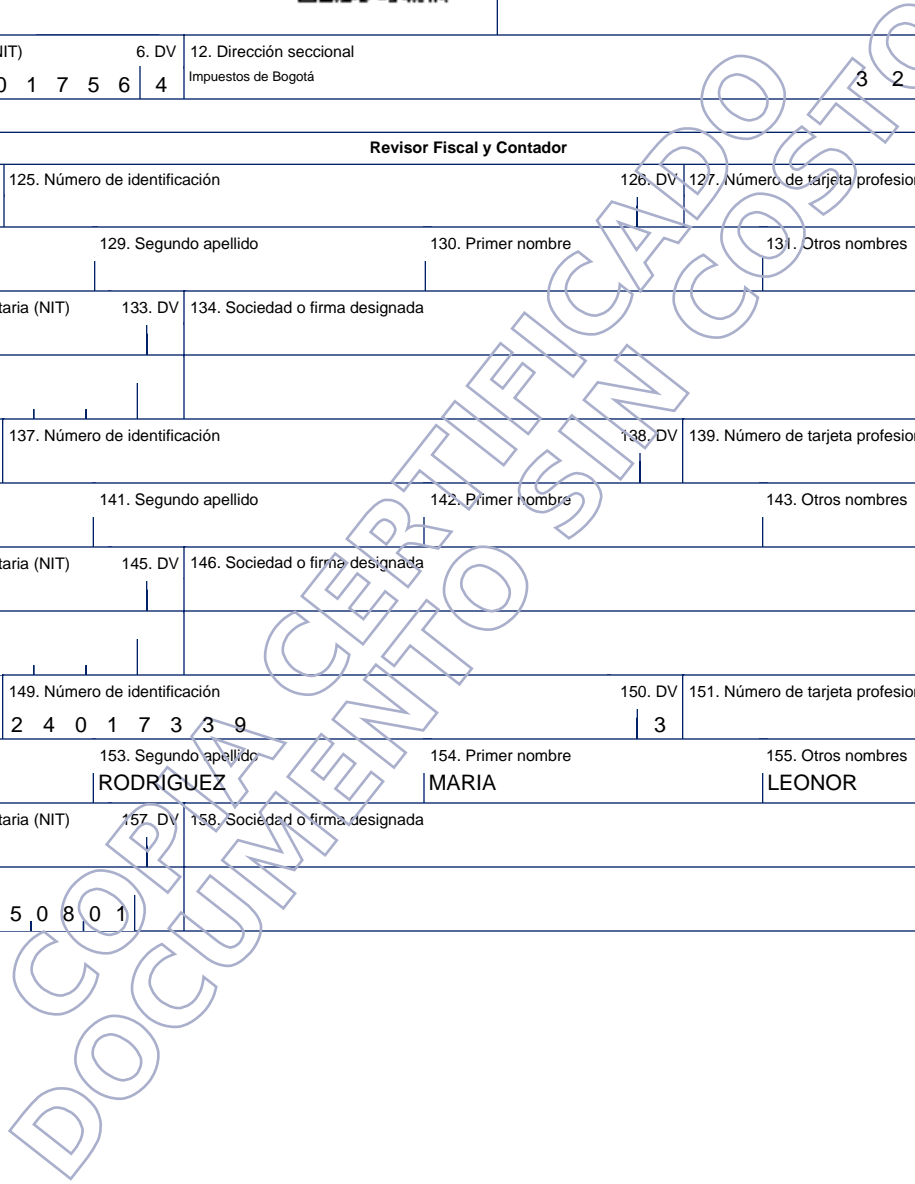 NIT) 6. DV 12. Dirección seccional
0 1 7 5 6 4 Impuestos de Bogotá 3 2
Revisor Fiscal y Contador
125. Número de identificación 126. DV 127. Número de tarjeta profesion
129. Segundo apellido 130. Primer nombre 131. Otros nombres
taria (NIT) 133. DV 134. Sociedad o firma designada
137. Número de identificación 138. DV 139. Número de tarjeta profesion
141. Segundo apellido 142. Primer nombre 143. Otros nombres
taria (NIT) 145. DV 146. Sociedad o firma designada
149. Número de identificación 150. DV 151. Número de tarjeta profesion
2 4 0 1 7 3 3 9 3
153. Segundo apellido 154. Primer nombre 155. Otros nombres
RODRIGUEZ MARIA LEONOR
taria (NIT) 157. DV 158. Sociedad o firma designada
5 0 8 0 1
COPIA CERTIFICADO
DOCUMENTO SIN COSTO